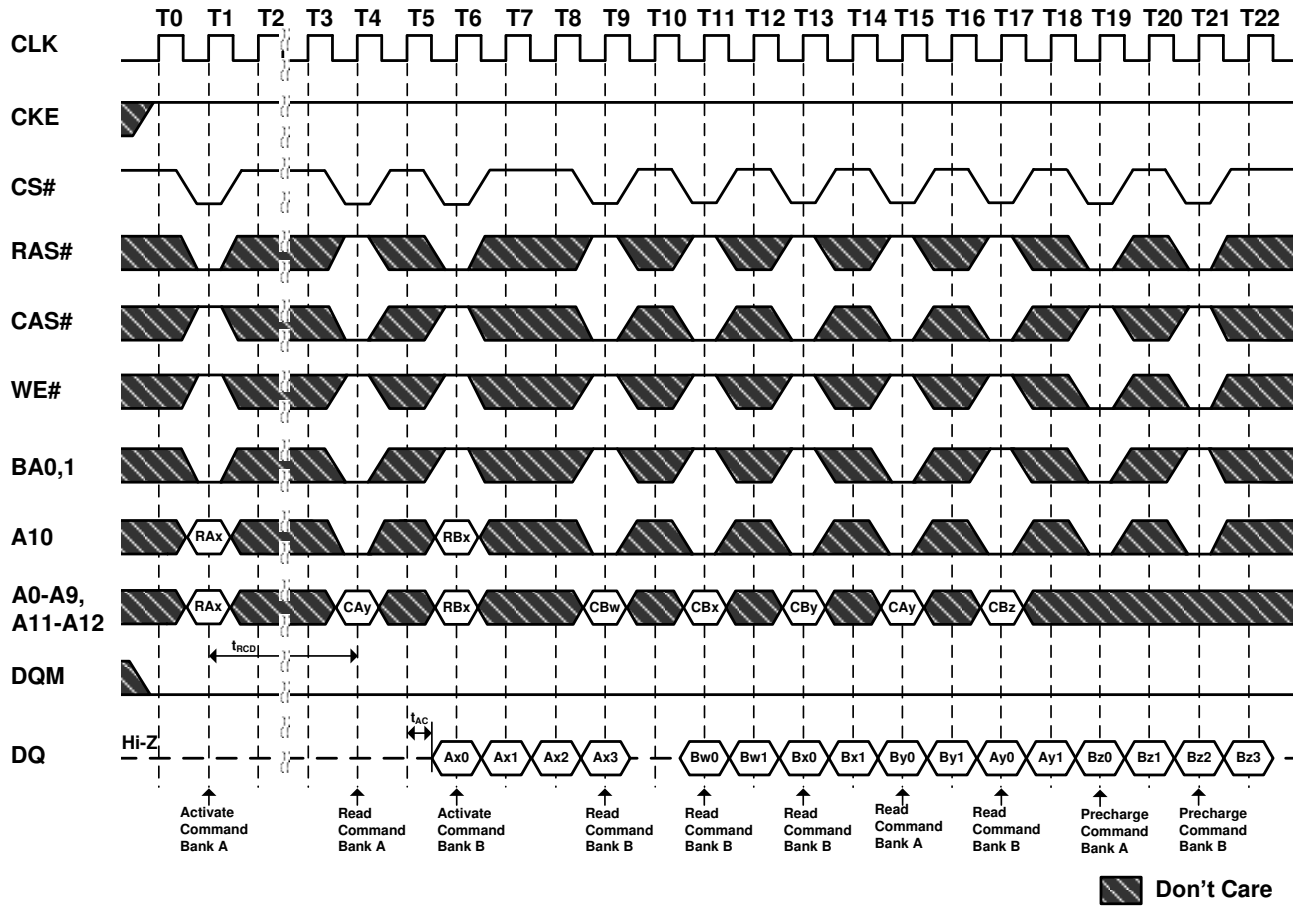 T0 T1 T2 T3 T4 T5 T6 T7 T8 T9 T10 T11 T12 T13 T14 T15 T16 T17 T18 T19 T20 T21 T22
CLK
CKE
CS#
RAS#
CAS#
WE#
BA0,1
A10
RAx RBx
A0-A9,
A11-A12
RAx CAy RBx CBw CBx CBy CAy CBz
tRCD
DQM
tAC
Hi-Z
DQ
Ax0 Ax1 Ax2 Ax3 Bw0 Bw1 Bx0 Bx1 By0 By1 Ay0 Ay1 Bz0 Bz1 Bz2 Bz3
Activate
Command
Bank A
Read
Command
Bank A
Activate
Command
Bank B
Read
Command
Bank B
Read
Command
Bank B
Read
Command
Bank B
Read
Command
Bank A
Read
Command
Bank B
Precharge
Command
Bank A
Precharge
Command
Bank B
Don't Care